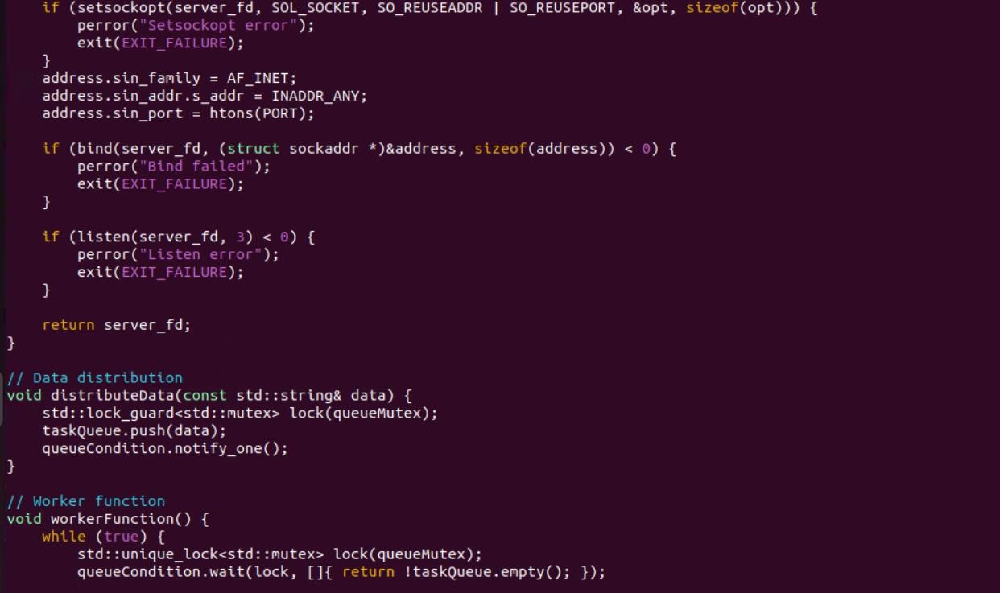 if (setsockopt(server_fd, SOL_SOCKET, SO_REUSEADDR | SO_REUSEPORT, &opt, sizeof(opt))) {
        perror("Setsockopt error");
        exit(EXIT_FAILURE);
    }
    address.sin_family = AF_INET;
    address.sin_addr.s_addr = INADDR_ANY;
    address.sin_port = htons(PORT);

    if (bind(server_fd, (struct sockaddr *)&address, sizeof(address)) < 0) {
        perror("Bind failed");
        exit(EXIT_FAILURE);
    }

    if (listen(server_fd, 3) < 0) {
        perror("Listen error");
        exit(EXIT_FAILURE);
    }

    return server_fd;
}

// Data distribution
void distributeData(const std::string& data) {
    std::lock_guard<std::mutex> lock(queueMutex);
    taskQueue.push(data);
    queueCondition.notify_one();
}

// Worker function
void workerFunction() {
    while (true) {
        std::unique_lock<std::mutex> lock(queueMutex);
        queueCondition.wait(lock, []{ return !taskQueue.empty(); });